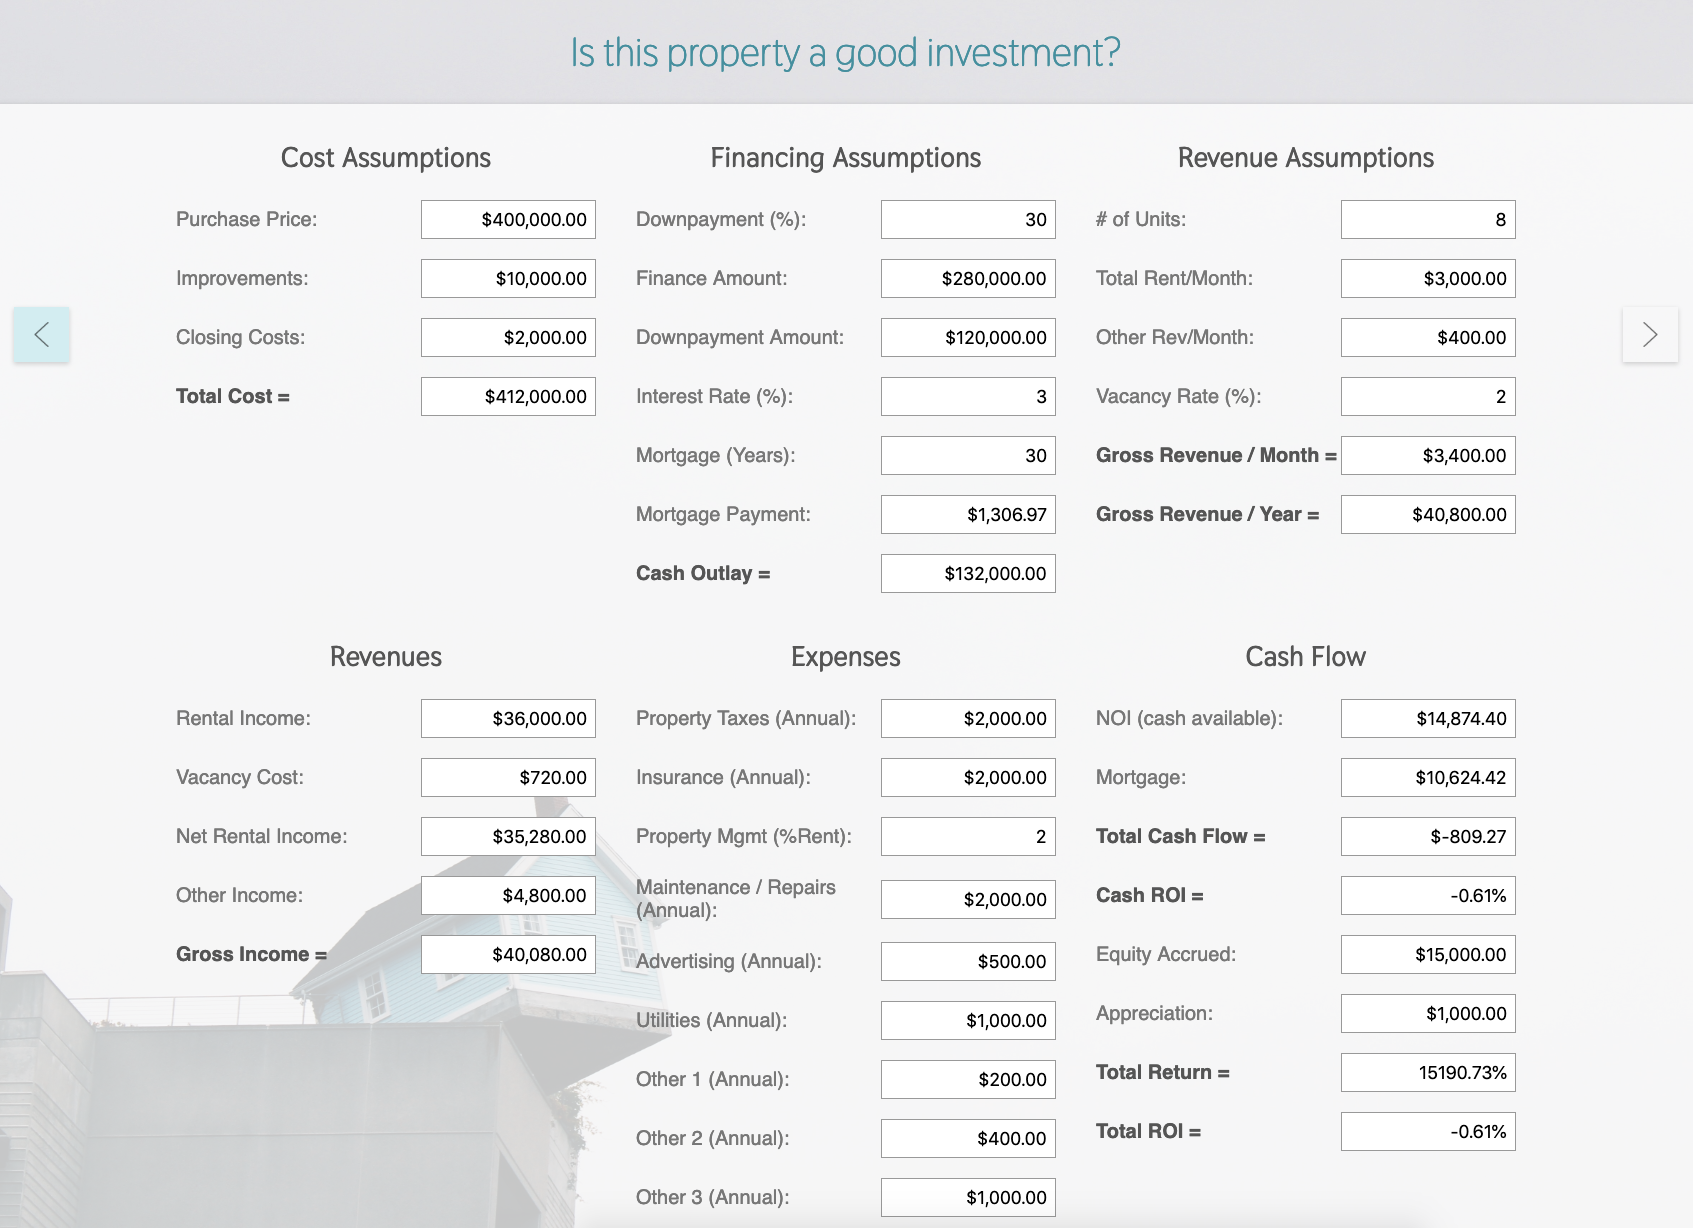 Is this property a good investment?
Cost Assumptions
Purchase Price: $400,000.00
Improvements: $10,000.00
Closing Costs: $2,000.00
Total Cost = $412,000.00
Financing Assumptions
Downpayment (%): 30
Finance Amount: $280,000.00
Downpayment Amount: $120,000.00
Interest Rate (%): 3
Mortgage (Years): 30
Mortgage Payment: $1,306.97
Cash Outlay = $132,000.00
Revenue Assumptions
# of Units: 8
Total Rent/Month: $3,000.00
Other Rev/Month: $400.00
Vacancy Rate (%): 2
Gross Revenue / Month = $3,400.00
Gross Revenue / Year = $40,800.00
Revenues
Rental Income: $36,000.00
Vacancy Cost: $720.00
Net Rental Income: $35,280.00
Other Income: $4,800.00
Gross Income = $40,080.00
Expenses
Property Taxes (Annual): $2,000.00
Insurance (Annual): $2,000.00
Property Mgmt (%Rent): 2
Maintenance / Repairs
(Annual): $2,000.00
Advertising (Annual): $500.00
Utilities (Annual): $1,000.00
Other 1 (Annual): $200.00
Other 2 (Annual): $400.00
Other 3 (Annual): $1,000.00
Cash Flow
NOI (cash available): $14,874.40
Mortgage: $10,624.42
Total Cash Flow = $-809.27
Cash ROI = -0.61%
Equity Accrued: $15,000.00
Appreciation: $1,000.00
Total Return = 15190.73%
Total ROI = -0.61%